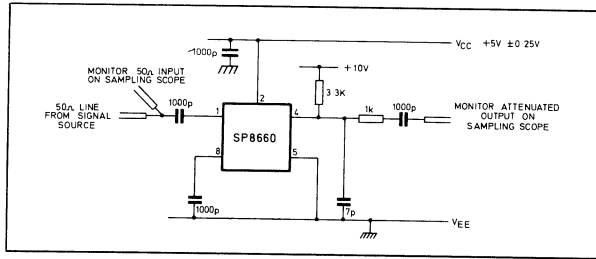 1000p
VCC +5V ±0 25V
MONITOR 50Ω INPUT
ON SAMPLING SCOPE
+10V
3 3K
50Ω LINE
FROM SIGNAL
SOURCE
1000p
1
2
4
1k
1000p
MONITOR ATTENUATED
OUTPUT ON
SAMPLING SCOPE
SP8660
8
5
1000p
7p
VEE